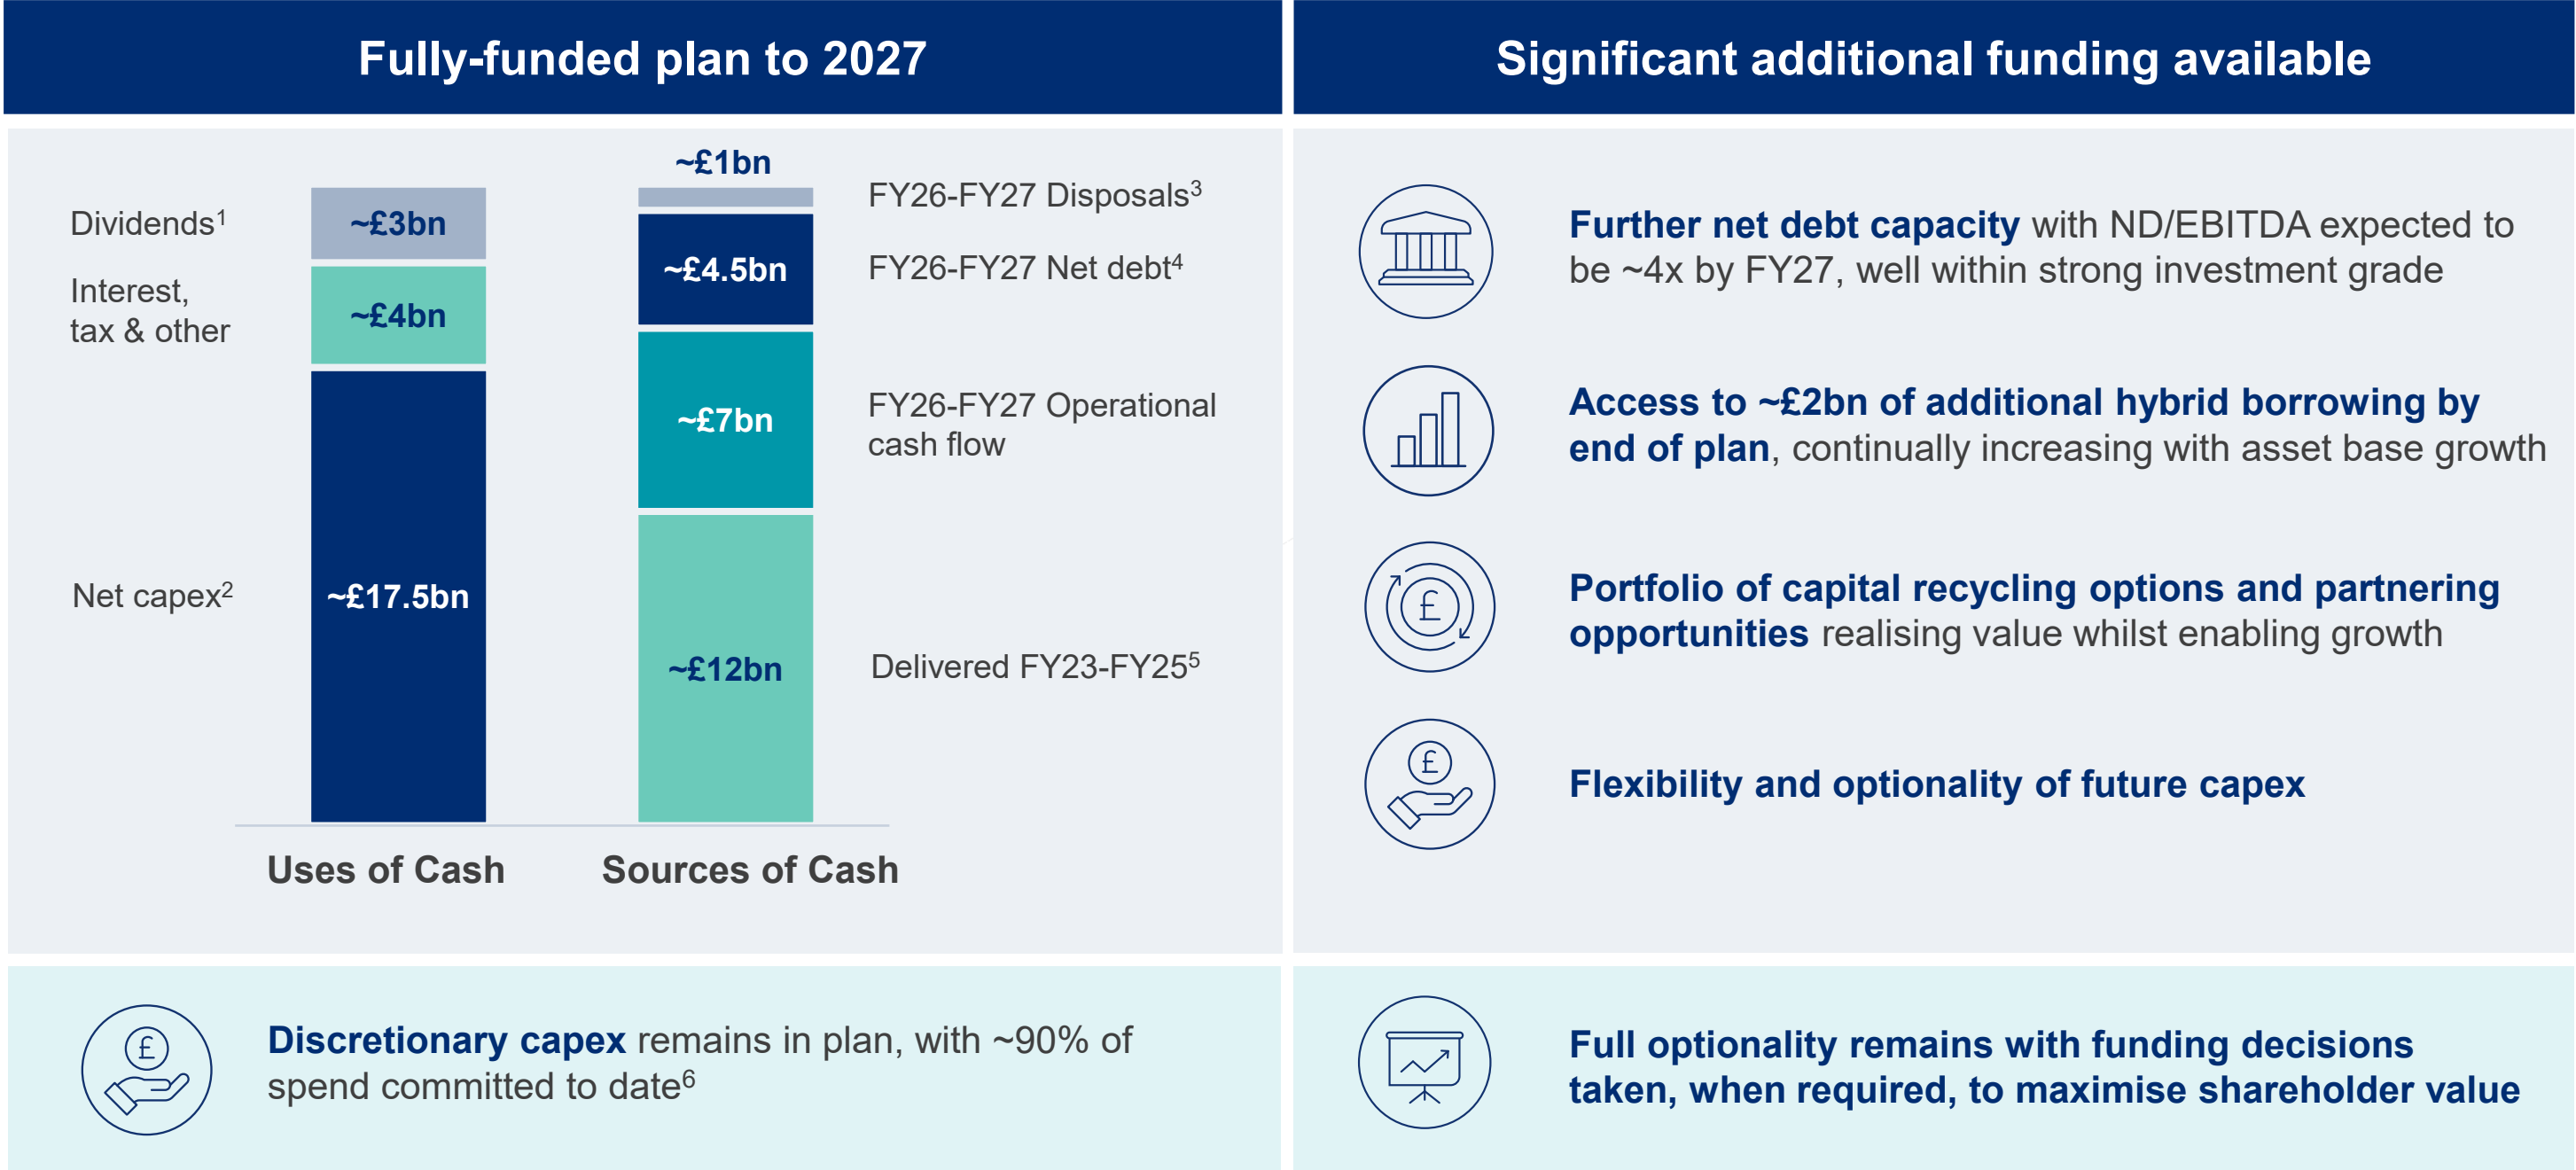 Fully-funded plan to 2027
~£1bn
Dividends1
~£3bn
FY26-FY27 Disposals3
Interest,
tax & other
~£4bn
~£4.5bn
FY26-FY27 Net debt4
~£7bn
FY26-FY27 Operational
cash flow
Net capex2
~£17.5bn
~£12bn
Delivered FY23-FY255
Uses of Cash
Sources of Cash
£
Discretionary capex remains in plan, with ~90% of
spend committed to date6
Significant additional funding available
Further net debt capacity with ND/EBITDA expected to
be ~4x by FY27, well within strong investment grade
Access to ~£2bn of additional hybrid borrowing by
end of plan, continually increasing with asset base growth
£
Portfolio of capital recycling options and partnering
opportunities realising value whilst enabling growth
£
Flexibility and optionality of future capex
Full optionality remains with funding decisions
taken, when required, to maximise shareholder value